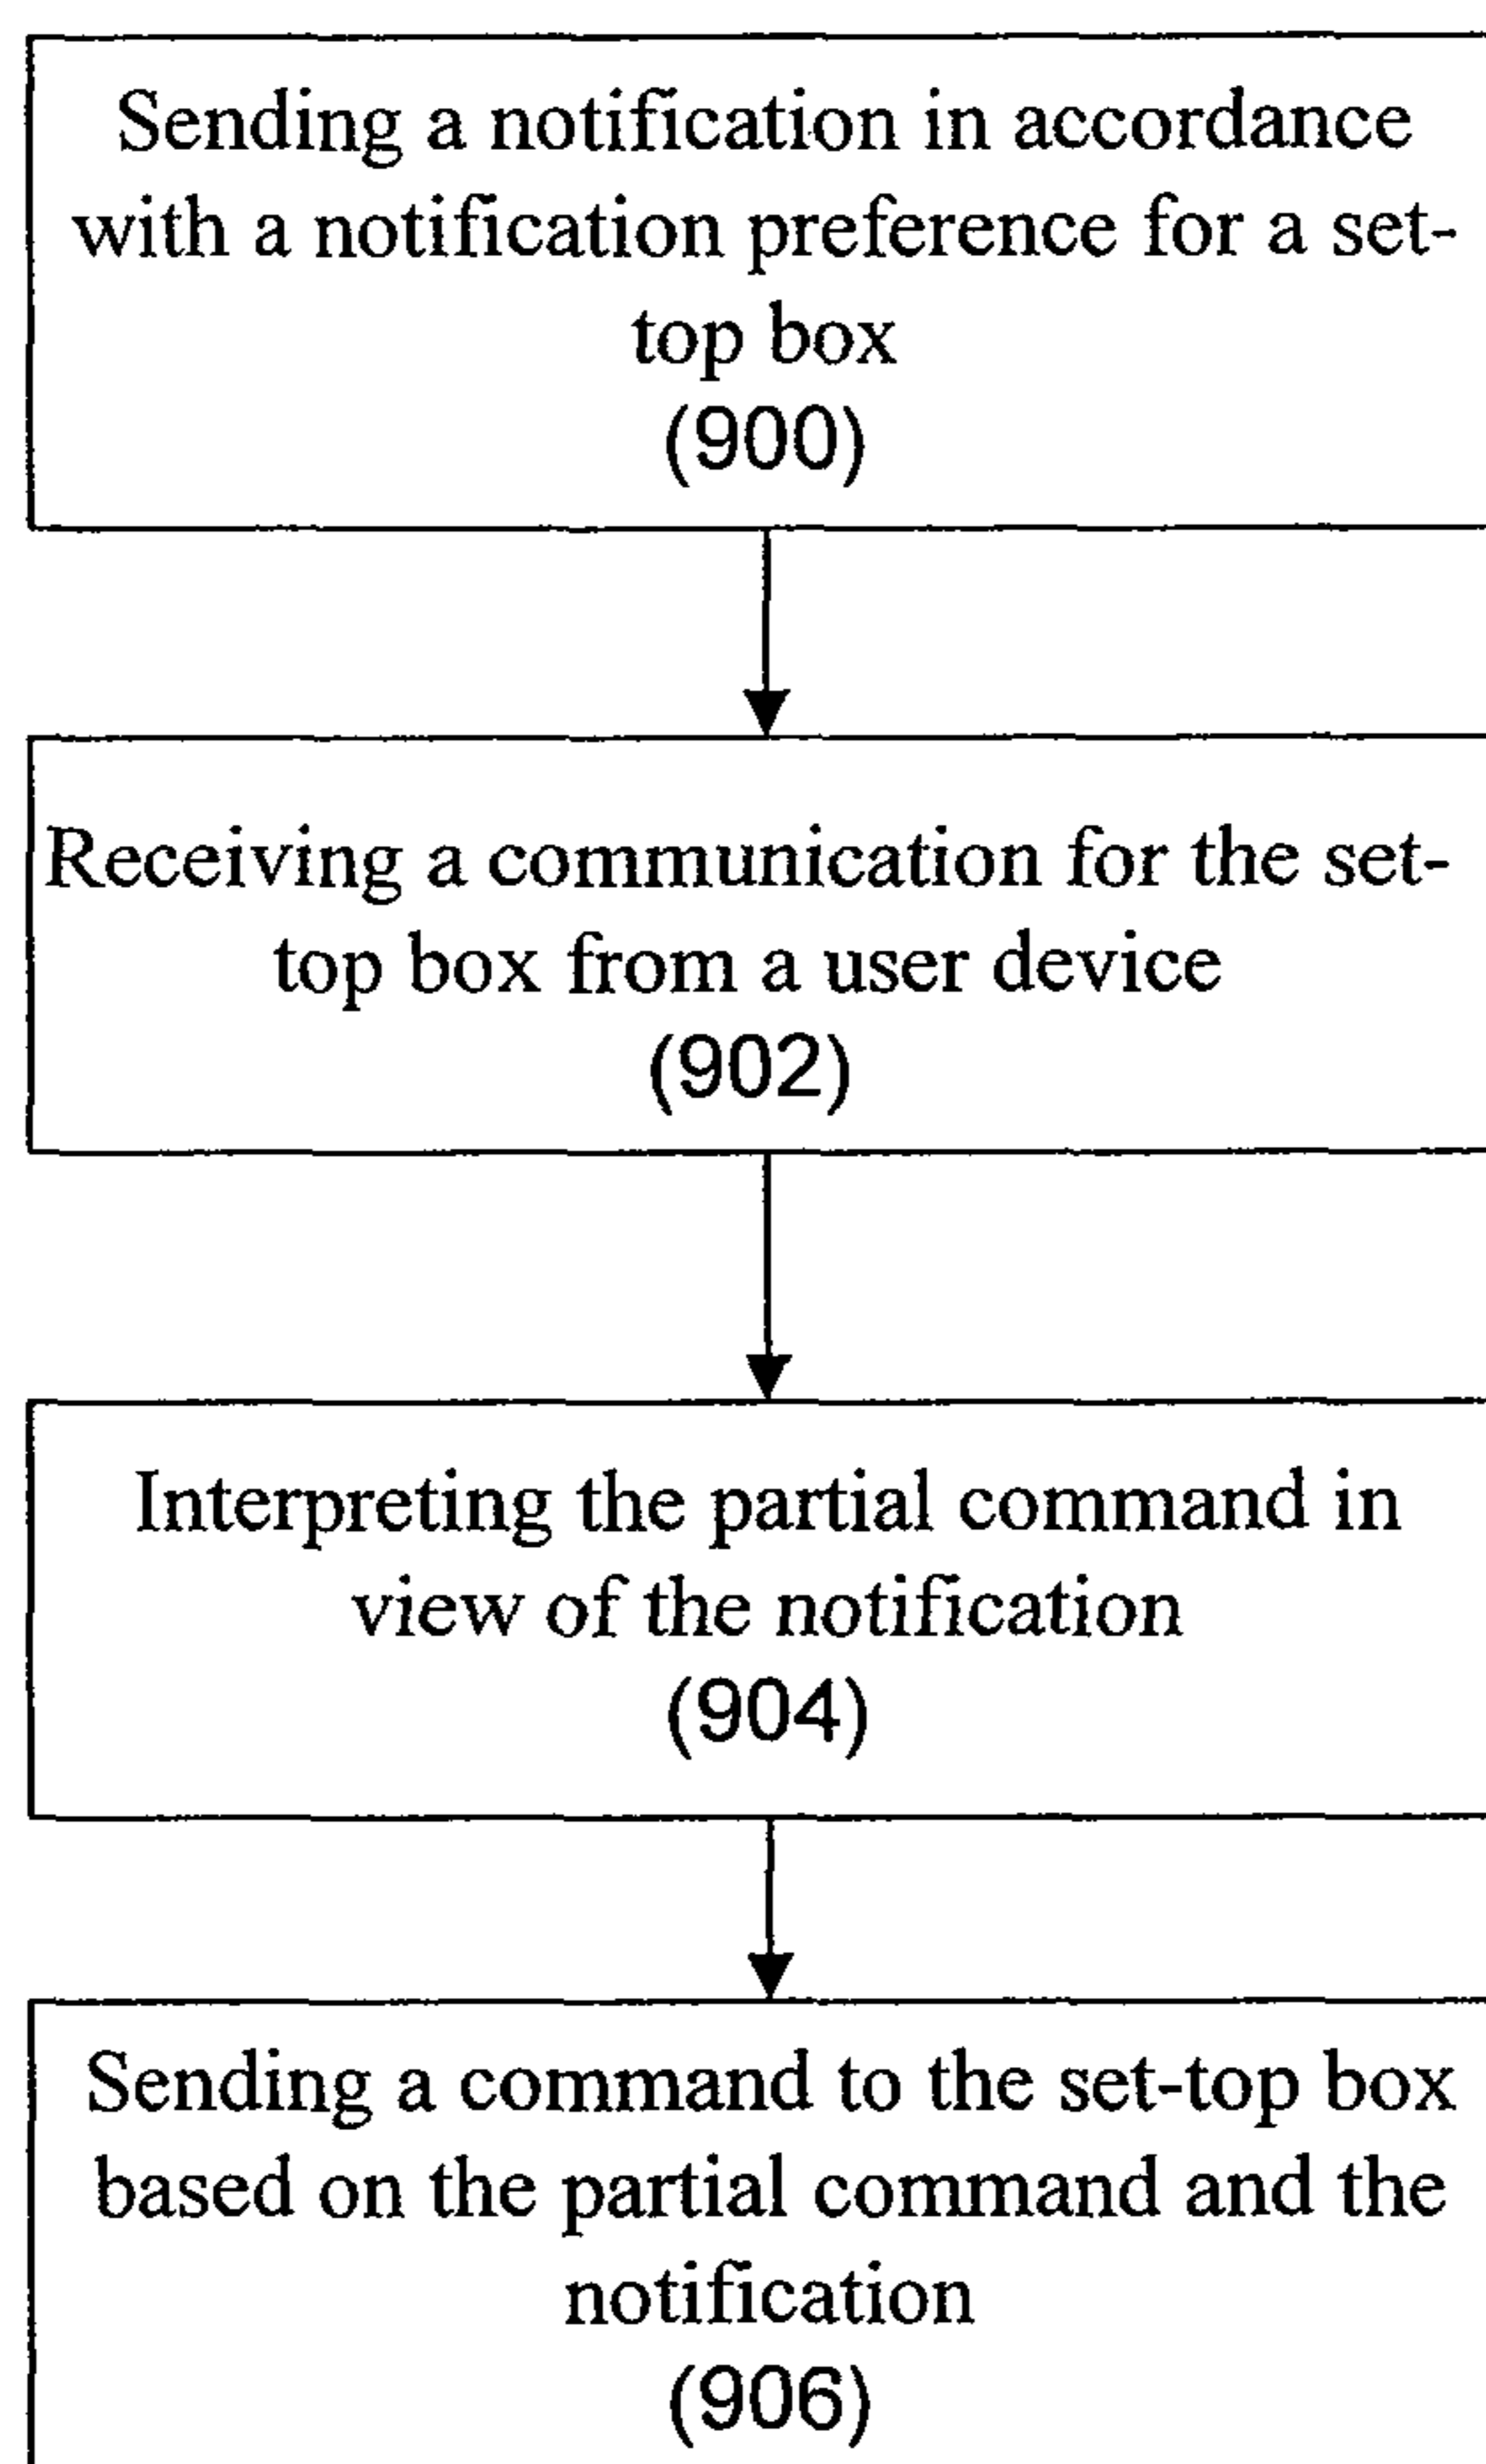 Sending a notification in accordance
with a notification preference for a set-
top box
(900)
Receiving a communication for the set-
top box from a user device
(902)
Interpreting the partial command in
view of the notification
(904)
Sending a command to the set-top box
based on the partial command and the
notification
(906)